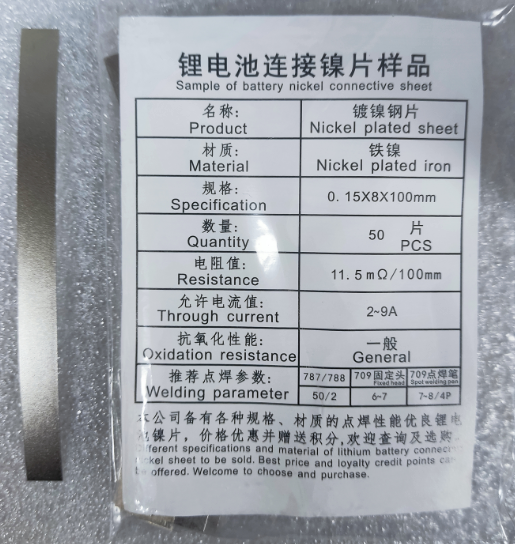 锂电池连接镍片样品
Sample of battery nickel connective sheet
名称: 镀镍钢片
Product Nickel plated sheet
材质: 铁镍
Material Nickel plated iron
规格: 0.15X8X100mm
Specification
数量: 50 片
Quantity PCS
电阻值: 11.5mΩ/100mm
Resistance
允许电流值: 2~9A
Through current
抗氧化性能: 一般
Oxidation resistance General
推荐点焊参数: 787/788 709固定头 709点焊笔
Fixed head Spot welding pen
Welding parameter 50/2 6-7 7-8/4P
本公司备有各种规格、材质的点焊性能优良锂电
池镍片，价格优惠并赠送积分,欢迎查询及选购
Different specifications and material of lithium battery
nickel sheet to be sold. Best price and loyalty credit points can
be offered. Welcome to choose and purchase.